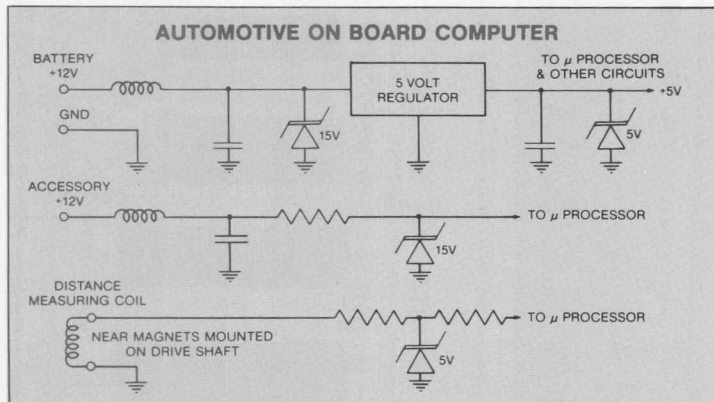 AUTOMOTIVE ON BOARD COMPUTER
BATTERY
+12V
GND
15V
5 VOLT
REGULATOR
TO μ PROCESSOR
& OTHER CIRCUITS
+5V
5V
ACCESSORY
+12V
15V
TO μ PROCESSOR
DISTANCE
MEASURING COIL
NEAR MAGNETS MOUNTED
ON DRIVE SHAFT
5V
TO μ PROCESSOR